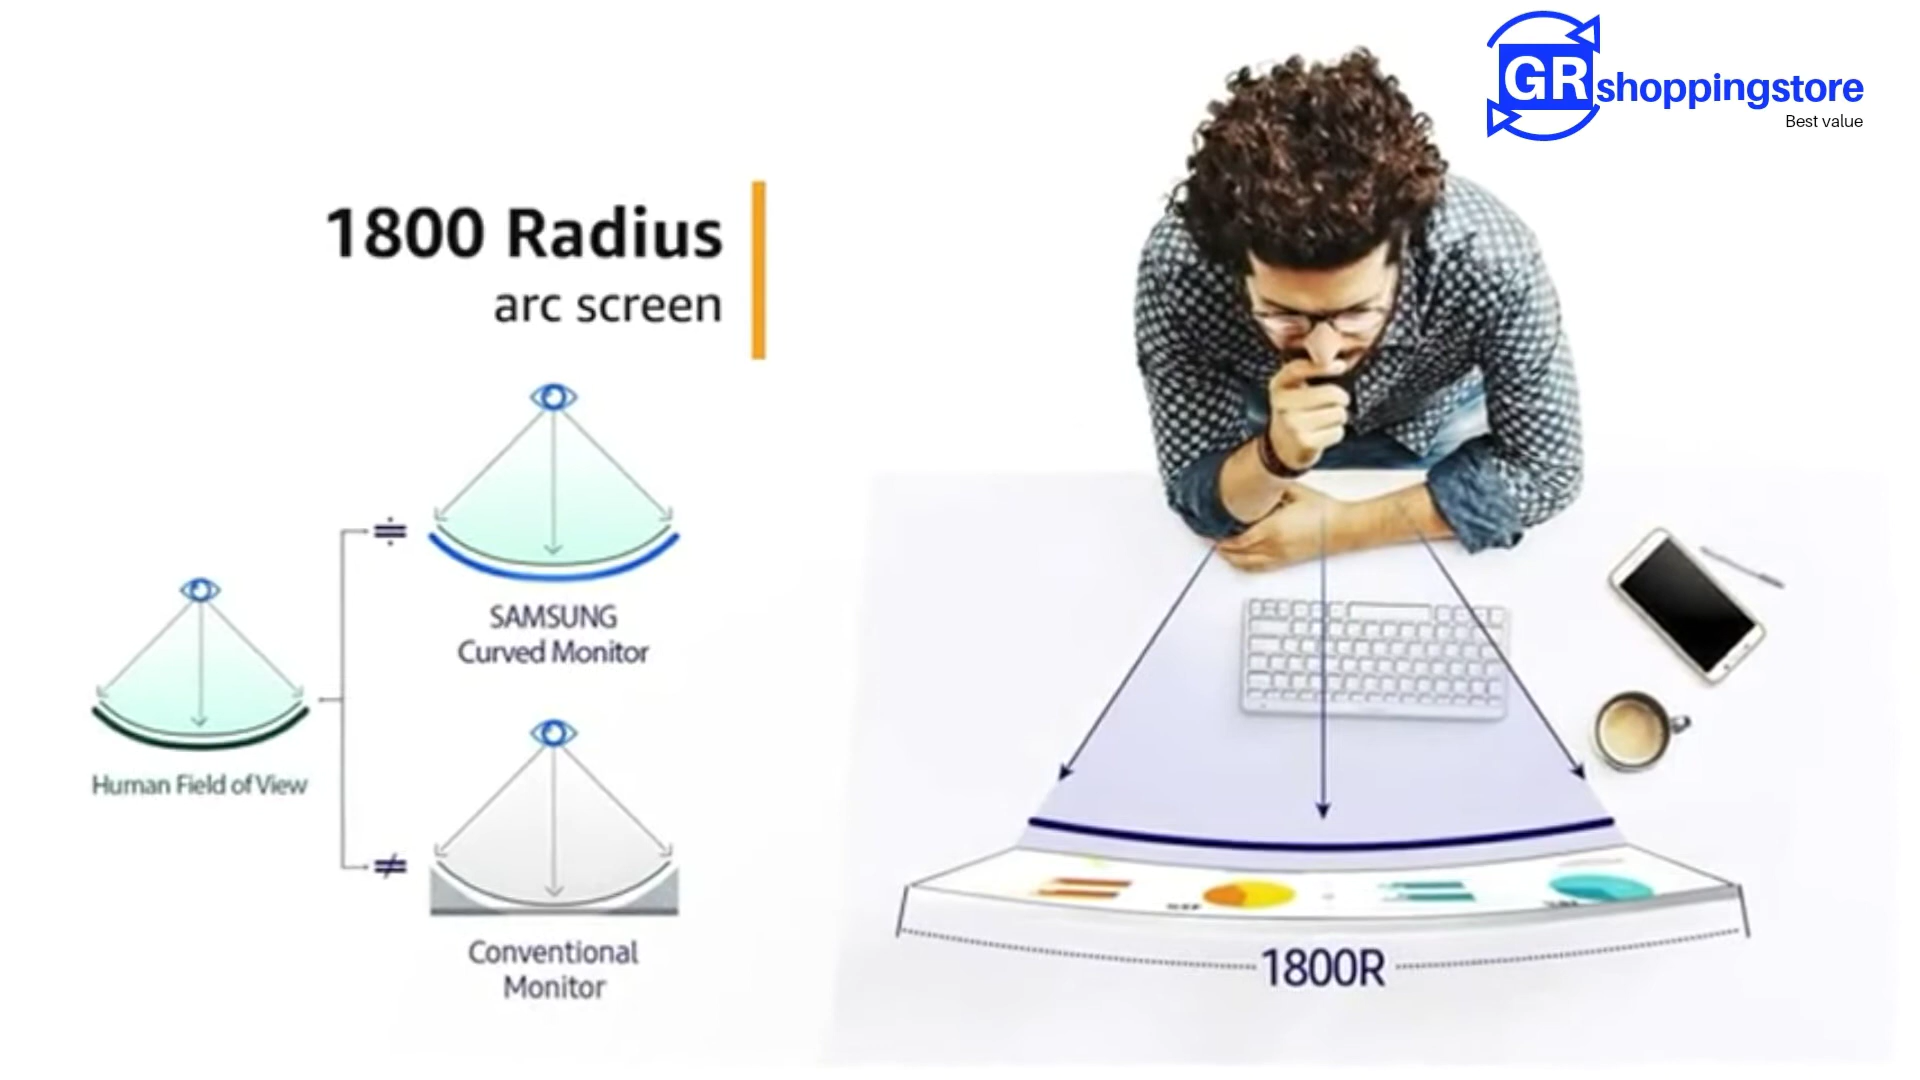 GR shoppingstore
Best value
1800 Radius
arc screen
SAMSUNG
Curved Monitor
Human Field of View
Conventional
Monitor
1800R